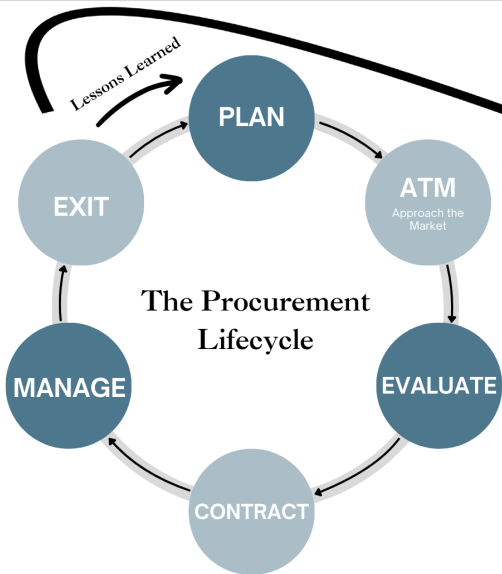 Lessons Learned
PLAN
ATM
Approach the
Market
EXIT
The Procurement
Lifecycle
MANAGE
EVALUATE
CONTRACT